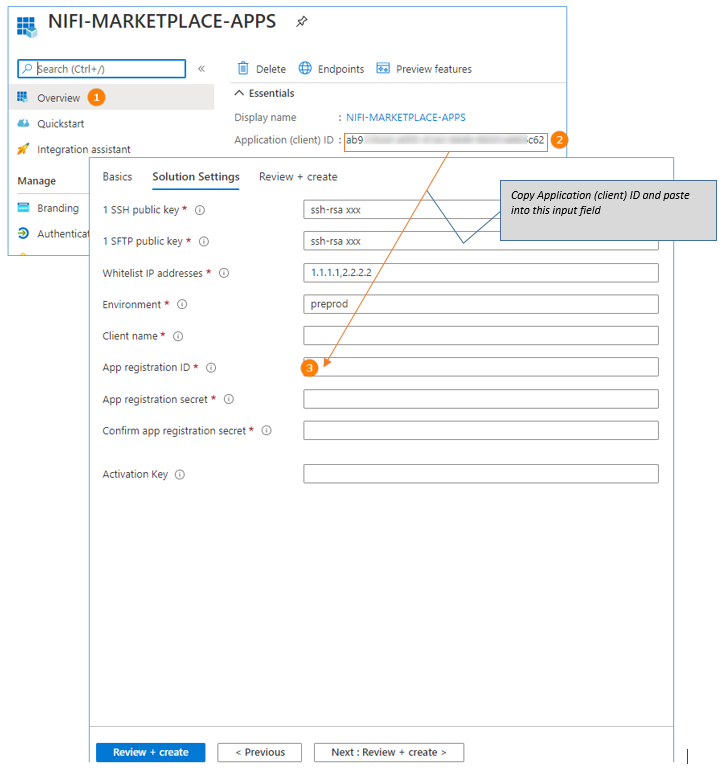 NIFI-MARKETPLACE-APPS
Search (Ctrl+/)
«
Delete
Endpoints
Preview features
Overview
1
Essentials
Quickstart
Display name : NIFI-MARKETPLACE-APPS
Integration assistant
Application (client) ID : ab9 c62
2
Manage
Branding
Authenticat
Basics
Solution Settings
Review + create
Copy Application (client) ID and paste
into this input field
1 SSH public key *
ssh-rsa xxx
1 SFTP public key *
ssh-rsa xxx
Whitelist IP addresses *
1.1.1.1,2.2.2.2
Environment *
preprod
Client name *
App registration ID *
3
App registration secret *
Confirm app registration secret *
Activation Key
Review + create
< Previous
Next : Review + create >